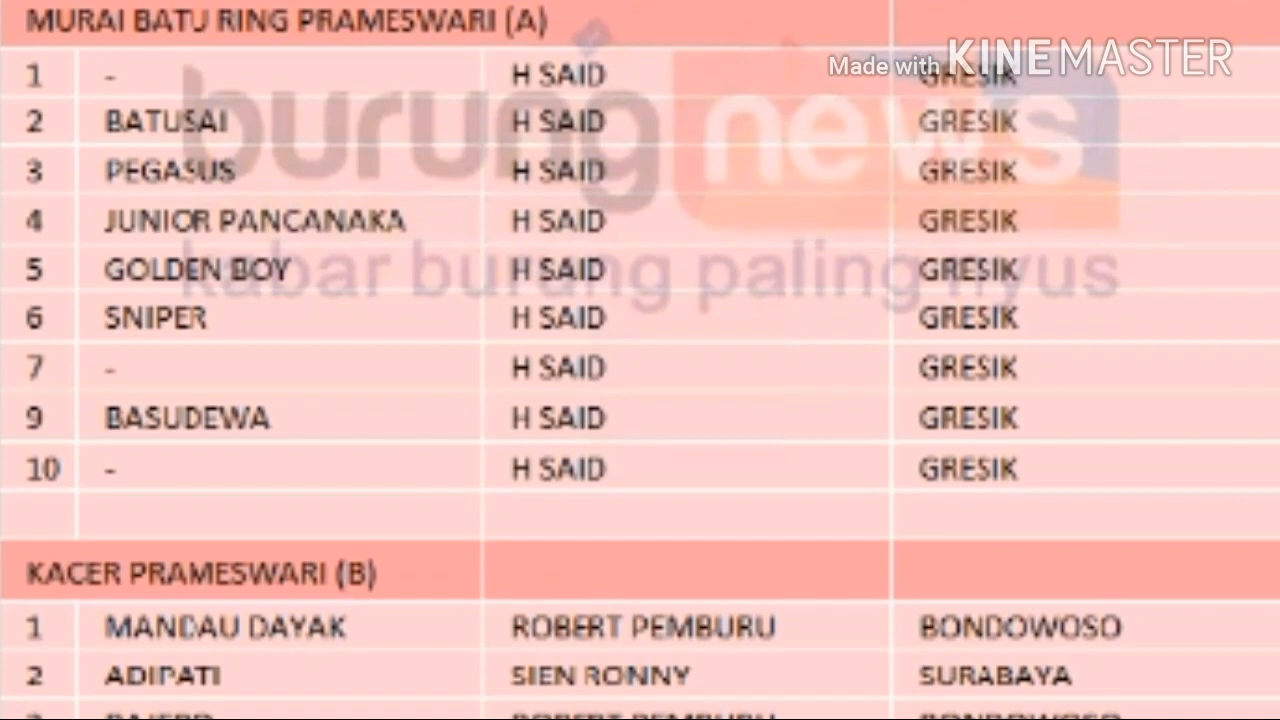 MURAI BATU RING PRAMESWARI (A)
Made with KINEMASTER
1 - H SAID GRESIK
2 BATUSAI H SAID GRESIK
3 PEGASUS H SAID GRESIK
4 JUNIOR PANCANAKA H SAID GRESIK
5 GOLDEN BOY H SAID GRESIK
6 SNIPER H SAID GRESIK
7 - H SAID GRESIK
9 BASUDEWA H SAID GRESIK
10 - H SAID GRESIK
burung news
kabar burung paling nyus
KACER PRAMESWARI (B)
1 MANDAU DAYAK ROBERT PEMBURU BONDOWOSO
2 ADIPATI SIEN RONNY SURABAYA
ROBERT PEMBURU BONDOWOSO